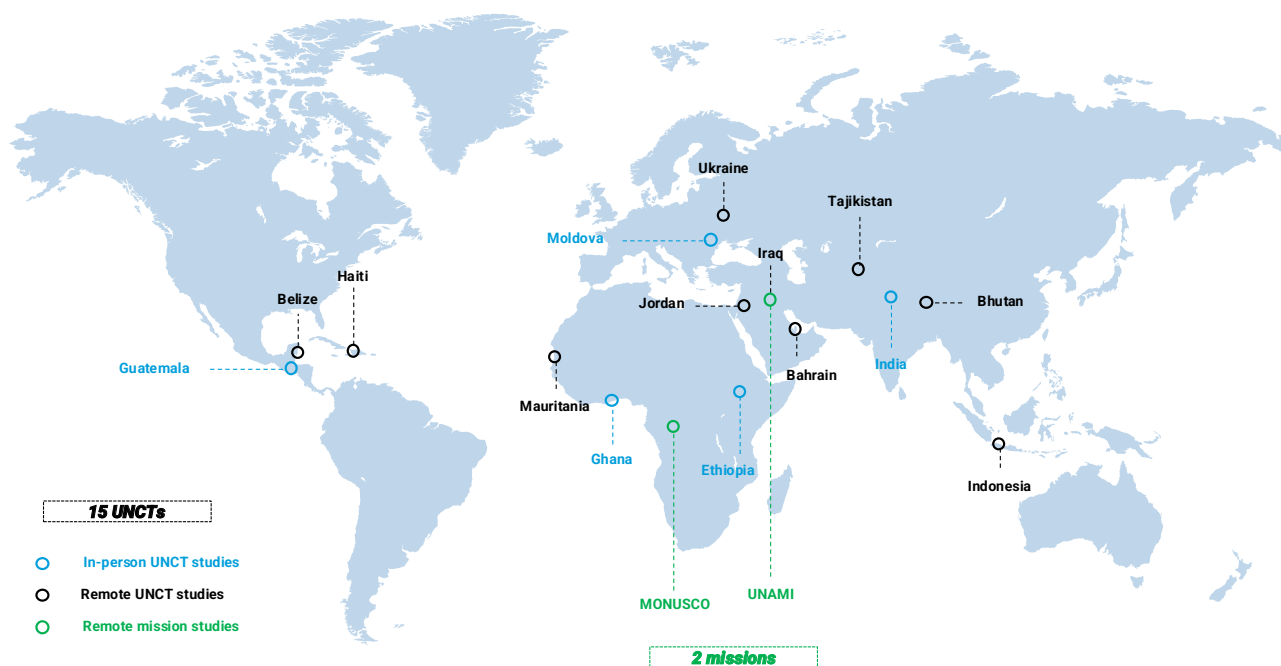 Ukraine
Tajikistan
Moldova
Iraq
Haiti
Belize
Jordan
Bhutan
Guatemala
India
Bahrain
Mauritania
Ghana
Ethiopia
Indonesia
15 UNCTs
In-person UNCT studies
Remote UNCT studies
Remote mission studies
MONUSCO
UNAMI
2 missions